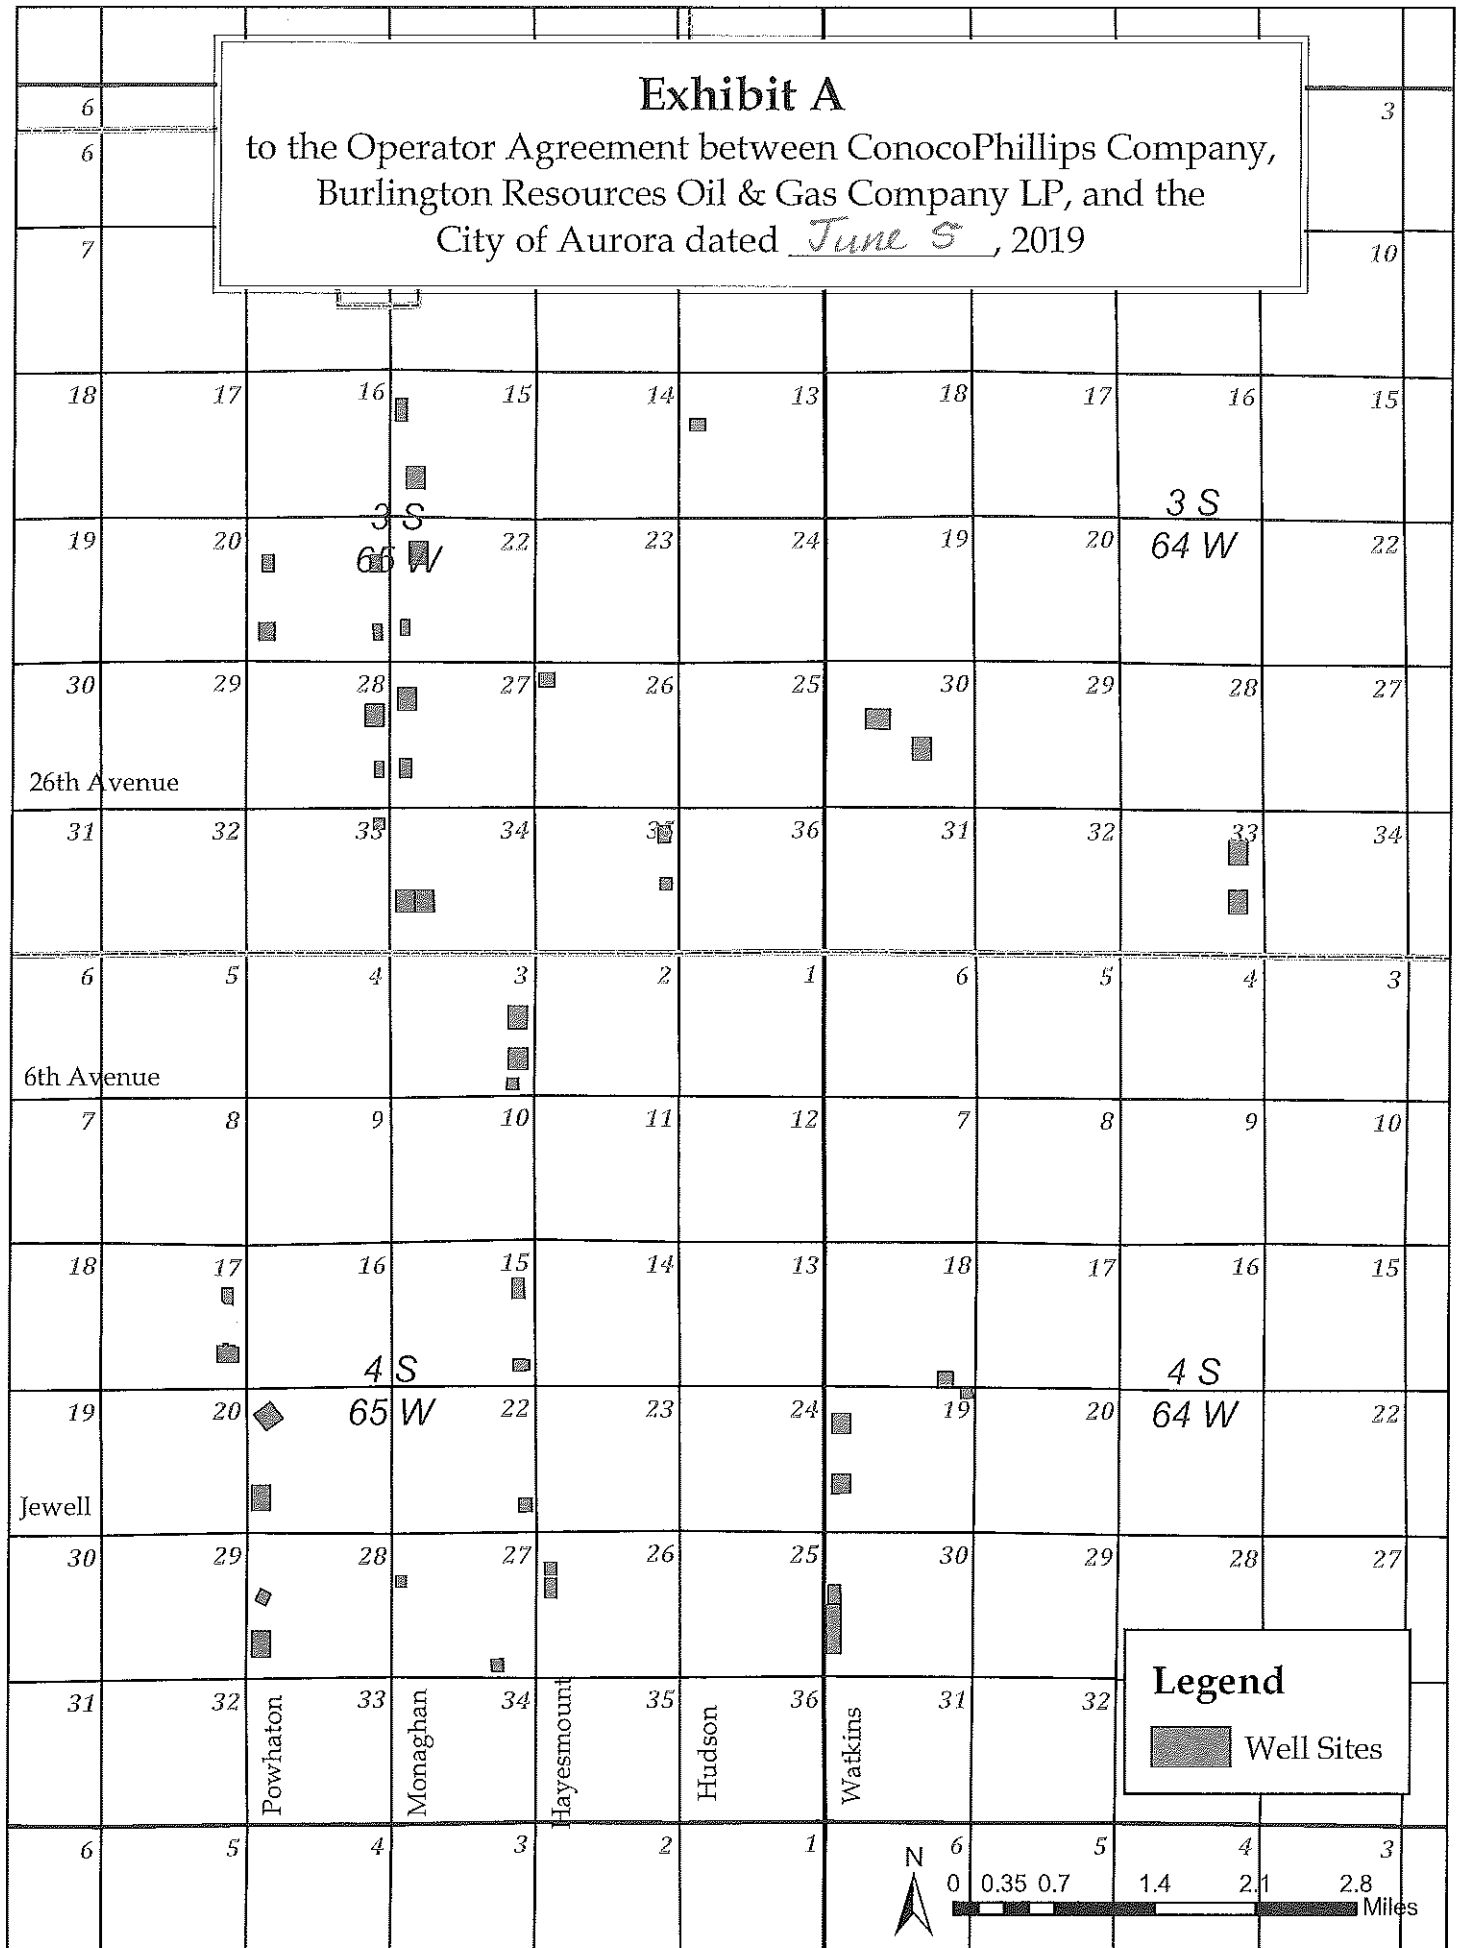 Exhibit A
to the Operator Agreement between ConocoPhillips Company,
Burlington Resources Oil & Gas Company LP, and the
City of Aurora dated June 5, 2019
6 3
6
7 10
18 17 16 15 14 13 18 17 16 15
3 S 3 S
19 20 22 23 24 19 20 64 W 22
65 W
30 29 28 27 26 25 30 29 28 27
26th Avenue
31 32 33 34 35 36 31 32 33 34
6 5 4 3 2 1 6 5 4 3
6th Avenue
7 8 9 10 11 12 7 8 9 10
18 17 16 15 14 13 18 17 16 15
4 S 4 S
19 20 65 W 22 23 24 19 20 64 W 22
Jewell
30 29 28 27 26 25 30 29 28 27
31 32 33 34 35 36 31 32
Powhaton
Monaghan
Hayesmount
Hudson
Watkins
Legend
Well Sites
6 5 4 3 2 1 6 5 4 3
N
0 0.35 0.7 1.4 2.1 2.8
Miles